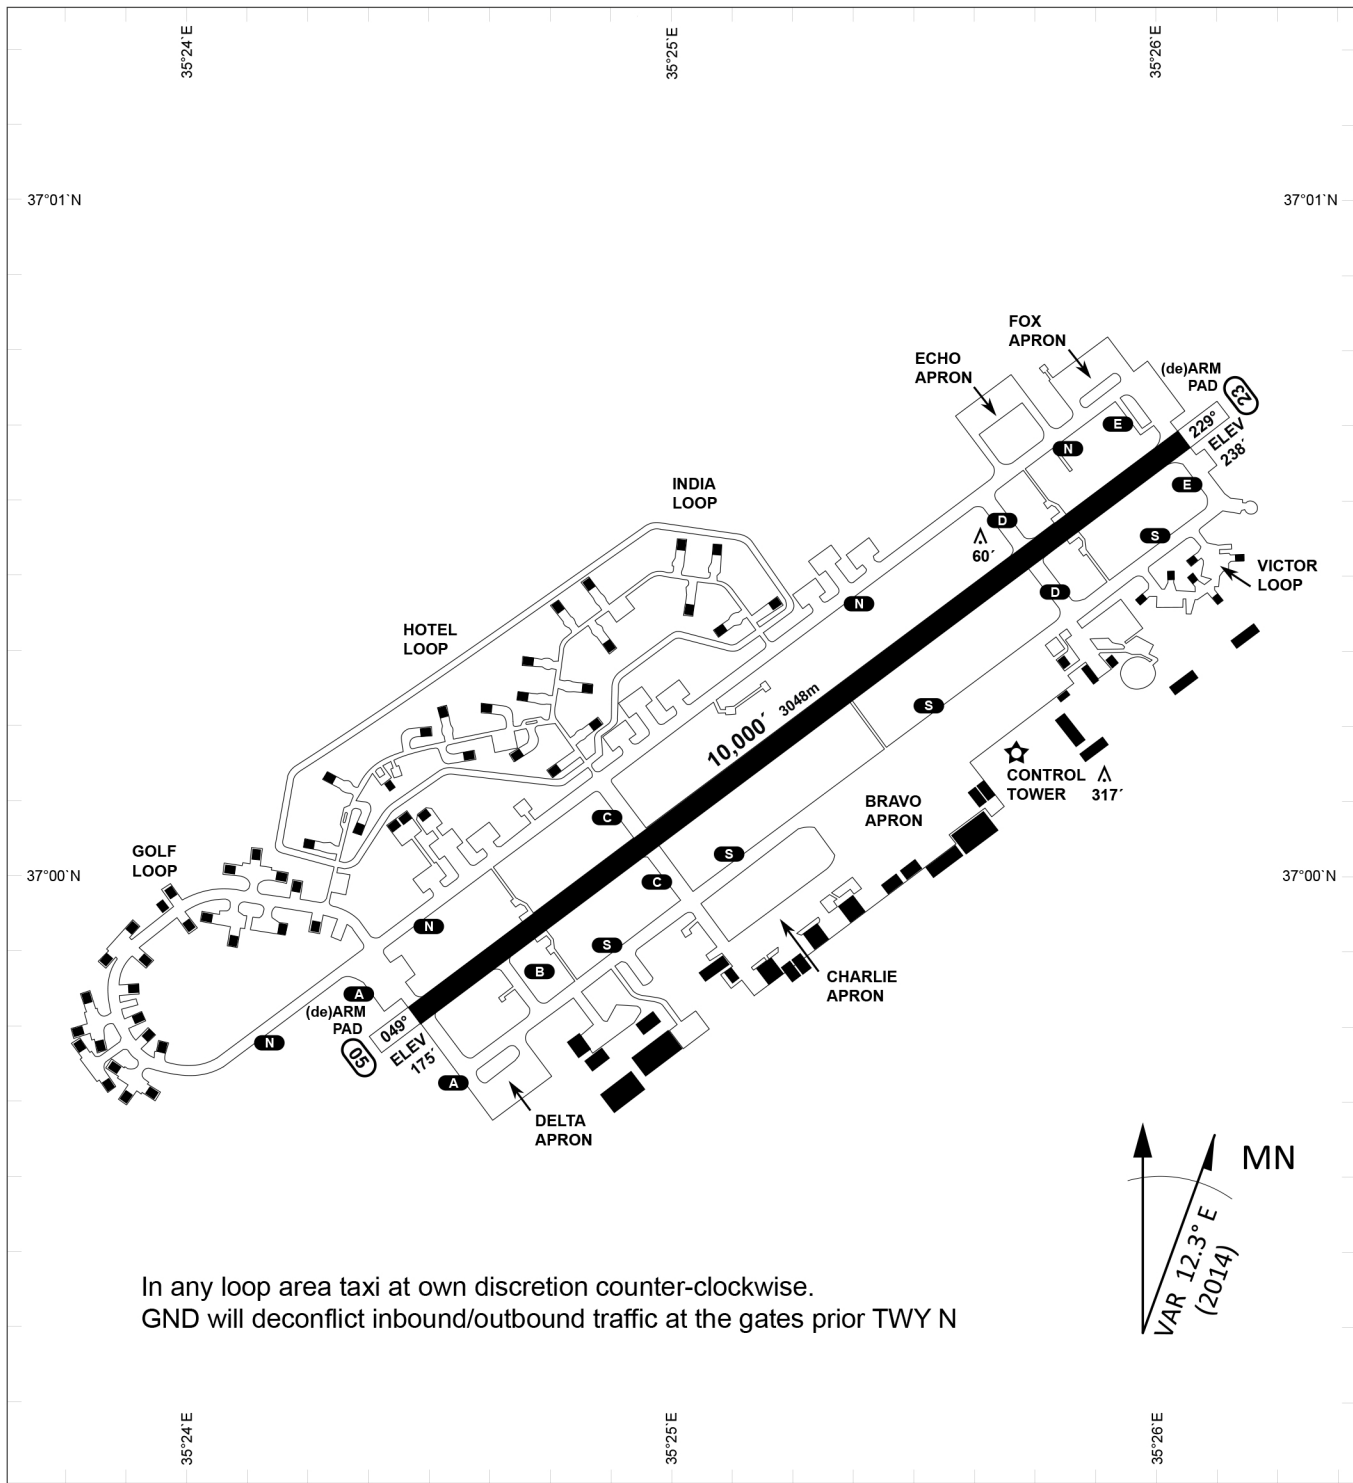 35°24`E
35°25`E
35°26`E
37°01`N
37°01`N
FOX
APRON
ECHO
APRON
(de)ARM
PAD
23
229°
ELEV
238´
E
N
INDIA
LOOP
E
D
S
60´
VICTOR
LOOP
D
N
HOTEL
LOOP
S
3048m
10,000´
CONTROL
TOWER
317´
BRAVO
APRON
C
S
GOLF
LOOP
37°00`N
37°00`N
C
N
S
B
CHARLIE
APRON
A
(de)ARM
PAD
049°
ELEV
175´
05
N
A
DELTA
APRON
MN
VAR 12.3° E
(2014)
In any loop area taxi at own discretion counter-clockwise.
GND will deconflict inbound/outbound traffic at the gates prior TWY N
35°24`E
35°25`E
35°26`E